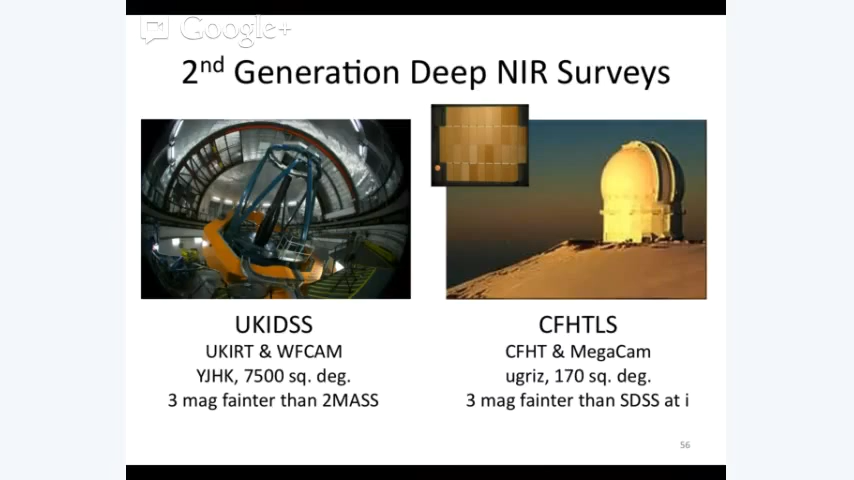 Google+
2nd Generation Deep NIR Surveys
UKIDSS
UKIRT & WFCAM
YJHK, 7500 sq. deg.
3 mag fainter than 2MASS
CFHTLS
CFHT & MegaCam
ugriz, 170 sq. deg.
3 mag fainter than SDSS at i
56